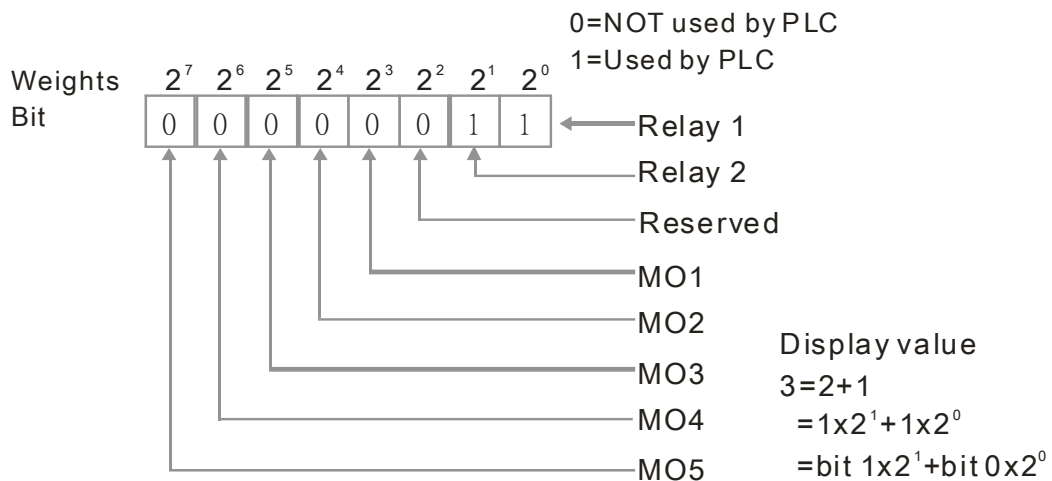 0=NOT used by PLC
1=Used by PLC
Weights 2⁷ 2⁶ 2⁵ 2⁴ 2³ 2² 2¹ 2⁰
Bit 0 0 0 0 0 0 1 1
Relay 1
Relay 2
Reserved
MO1
MO2
MO3
MO4
MO5
Display value
3=2+1
=1x2¹+1x2⁰
=bit 1x2¹+bit 0x2⁰